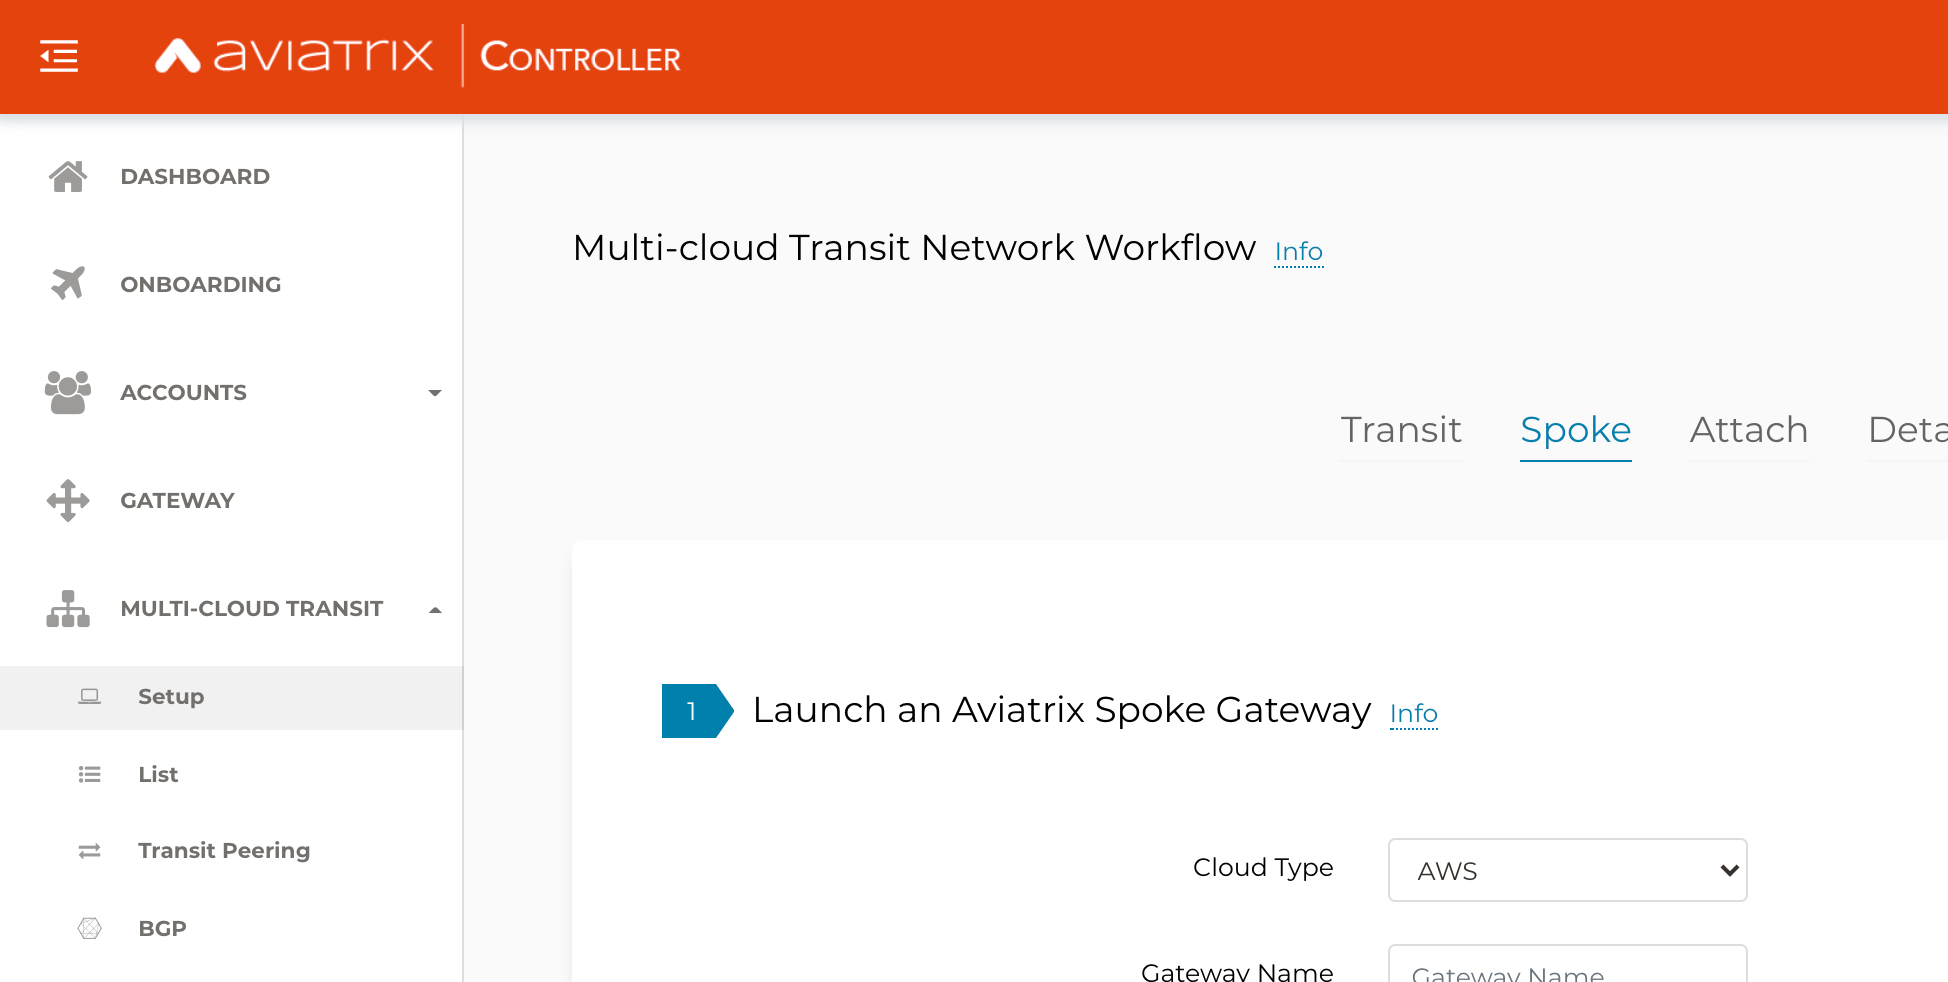 aviatrix CONTROLLER
DASHBOARD
ONBOARDING
ACCOUNTS
GATEWAY
MULTI-CLOUD TRANSIT
Setup
List
Transit Peering
BGP
Multi-cloud Transit Network Workflow Info
Transit Spoke Attach
1 Launch an Aviatrix Spoke Gateway Info
Cloud Type AWS
Gateway Name Gateway Name